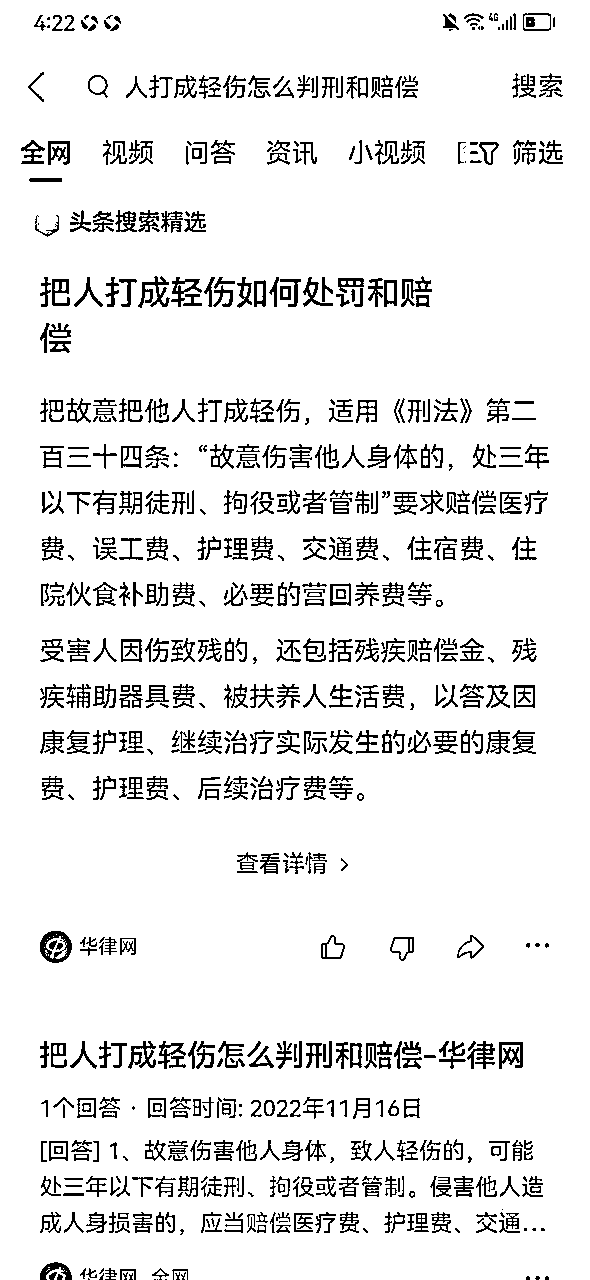 4:22
4G
人打成轻伤怎么判刑和赔偿 搜索
全网 视频 问答 资讯 小视频 筛选
头条搜索精选
把人打成轻伤如何处罚和赔
偿
把故意把他人打成轻伤，适用《刑法》第二
百三十四条：“故意伤害他人身体的，处三年
以下有期徒刑、拘役或者管制”要求赔偿医疗
费、误工费、护理费、交通费、住宿费、住
院伙食补助费、必要的营回养费等。
受害人因伤致残的，还包括残疾赔偿金、残
疾辅助器具费、被扶养人生活费，以答及因
康复护理、继续治疗实际发生的必要的康复
费、护理费、后续治疗费等。
查看详情 >
华律网
把人打成轻伤怎么判刑和赔偿-华律网
1个回答 · 回答时间: 2022年11月16日
[回答] 1、故意伤害他人身体，致人轻伤的，可能
处三年以下有期徒刑、拘役或者管制。侵害他人造
成人身损害的，应当赔偿医疗费、护理费、交通...
华律网